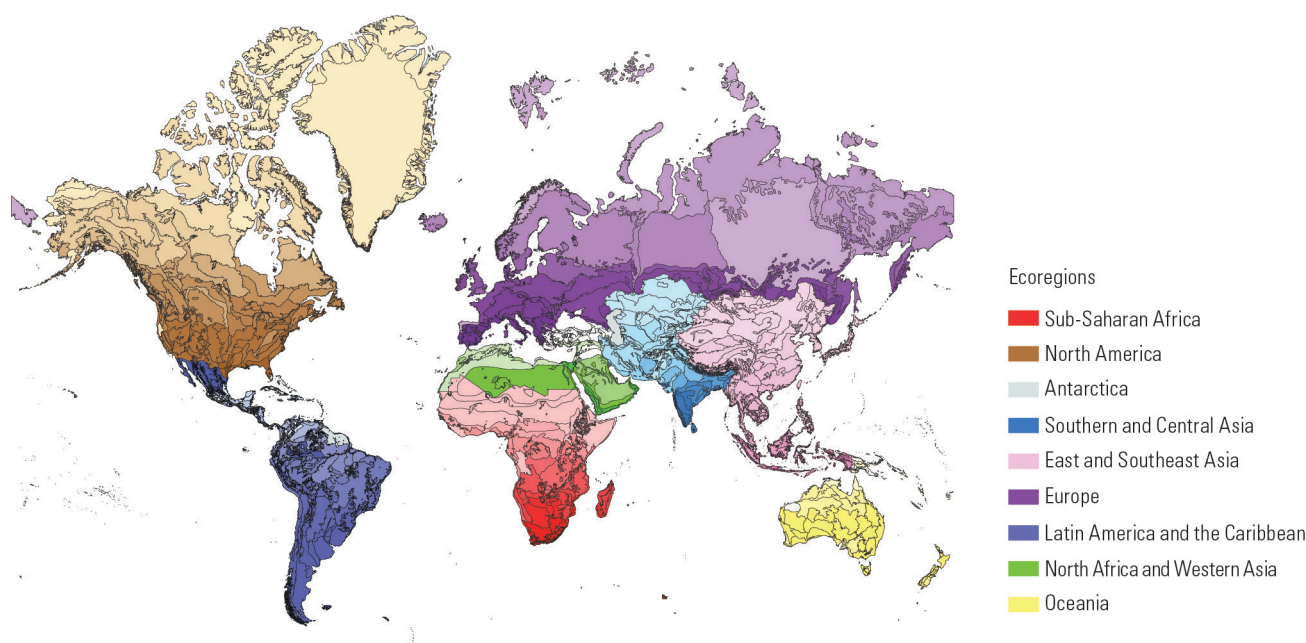 Ecoregions
Sub-Saharan Africa
North America
Antarctica
Southern and Central Asia
East and Southeast Asia
Europe
Latin America and the Caribbean
North Africa and Western Asia
Oceania